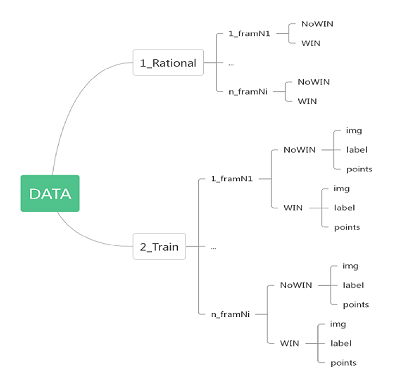 DATA
1_Rational
1_framN1
NoWIN
WIN
...
n_framNi
NoWIN
WIN
2_Train
1_framN1
NoWIN
img
label
points
WIN
img
label
points
...
n_framNi
NoWIN
img
label
points
WIN
img
label
points